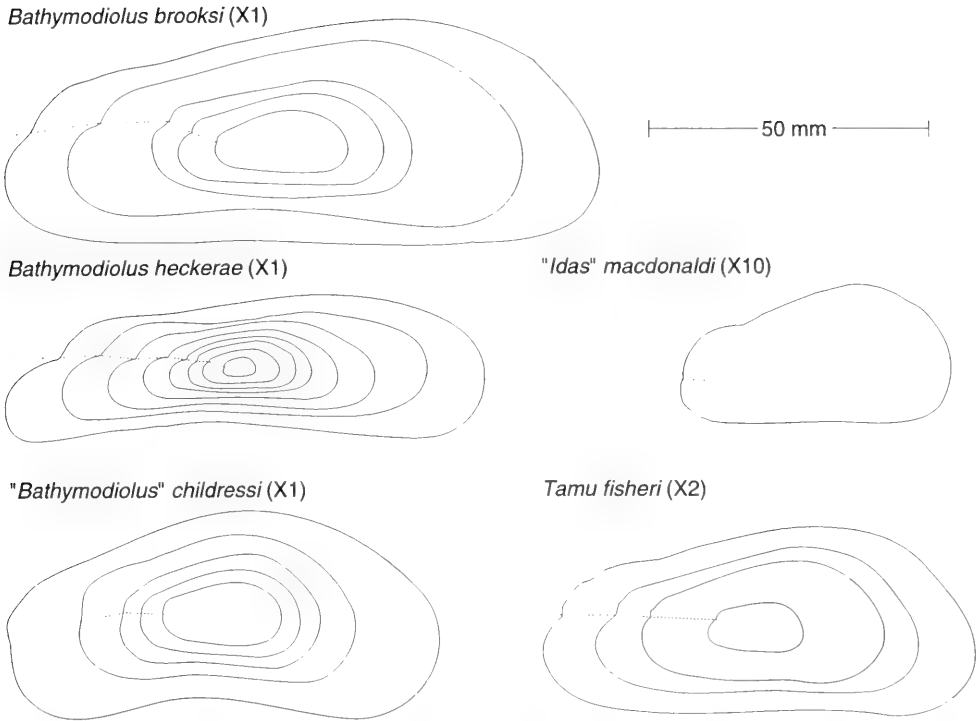 Bathymodiolus brooksi (X1)
50 mm
Bathymodiolus heckerae (X1)
"Idas" macdonaldi (X10)
"Bathymodiolus" childressi (X1)
Tamu fisheri (X2)